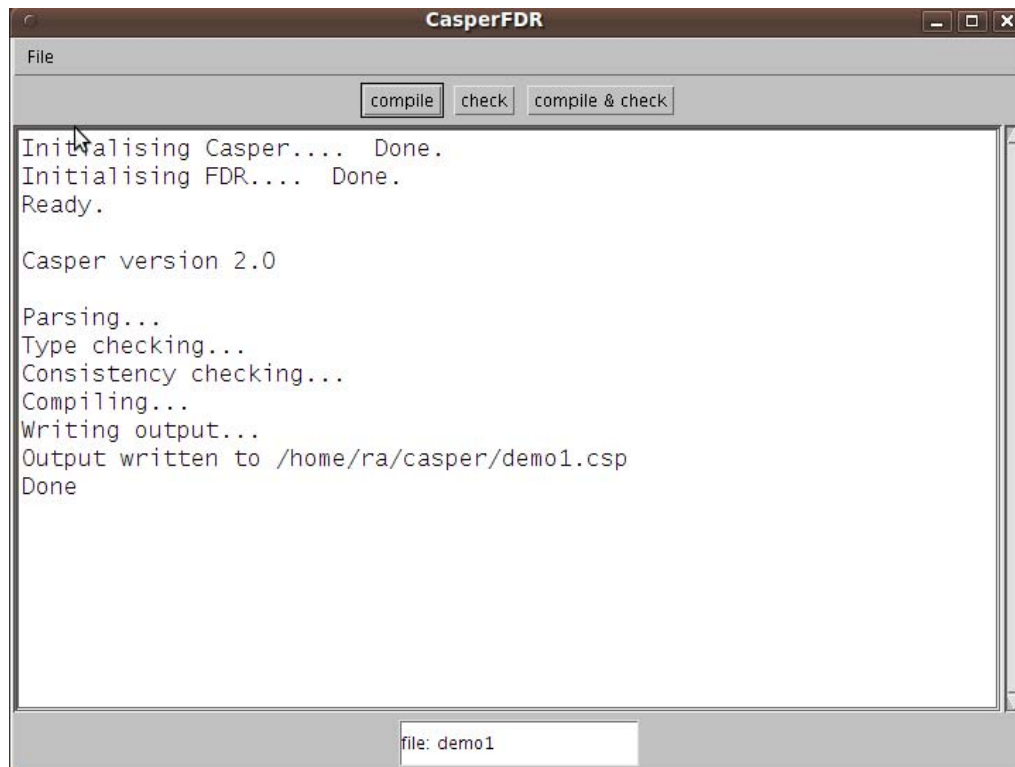 CasperFDR
File
compile check compile & check
Initialising Casper.... Done.
Initialising FDR.... Done.
Ready.
Casper version 2.0
Parsing...
Type checking...
Consistency checking...
Compiling...
Writing output...
Output written to /home/ra/casper/demo1.csp
Done
file: demo1